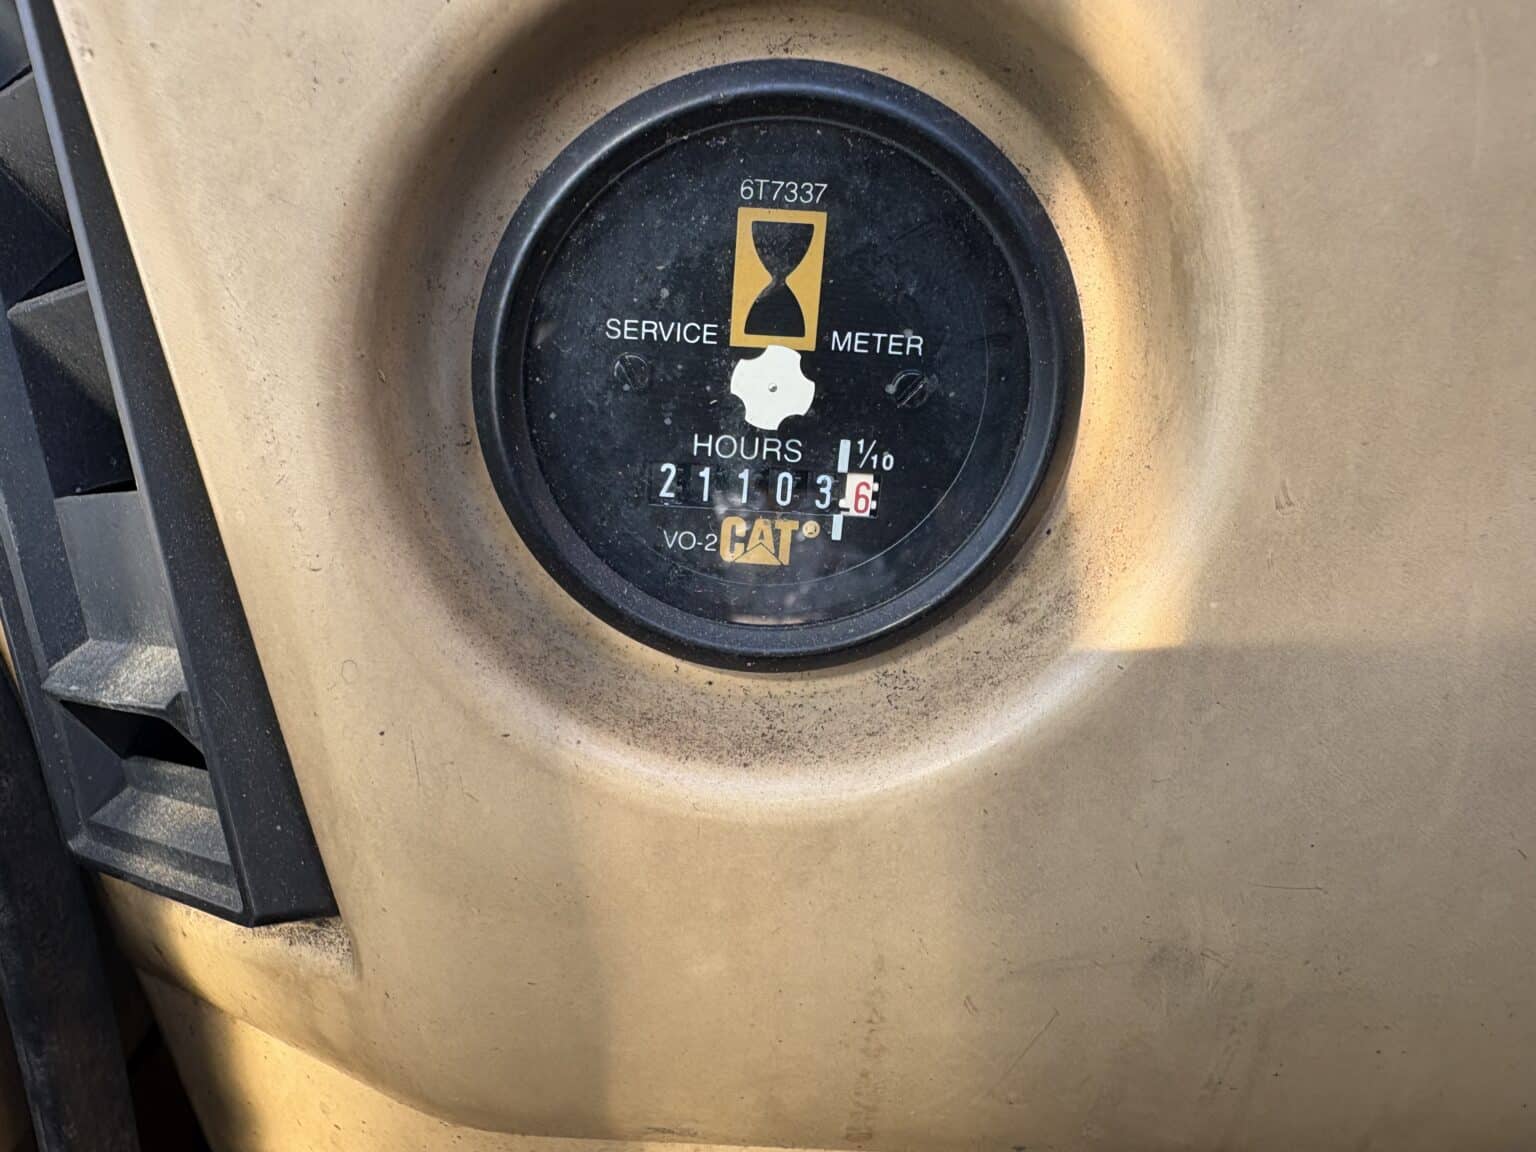 6T7337
SERVICE METER
HOURS 1/10
2 1 1 0 3 6
VO-2 CAT